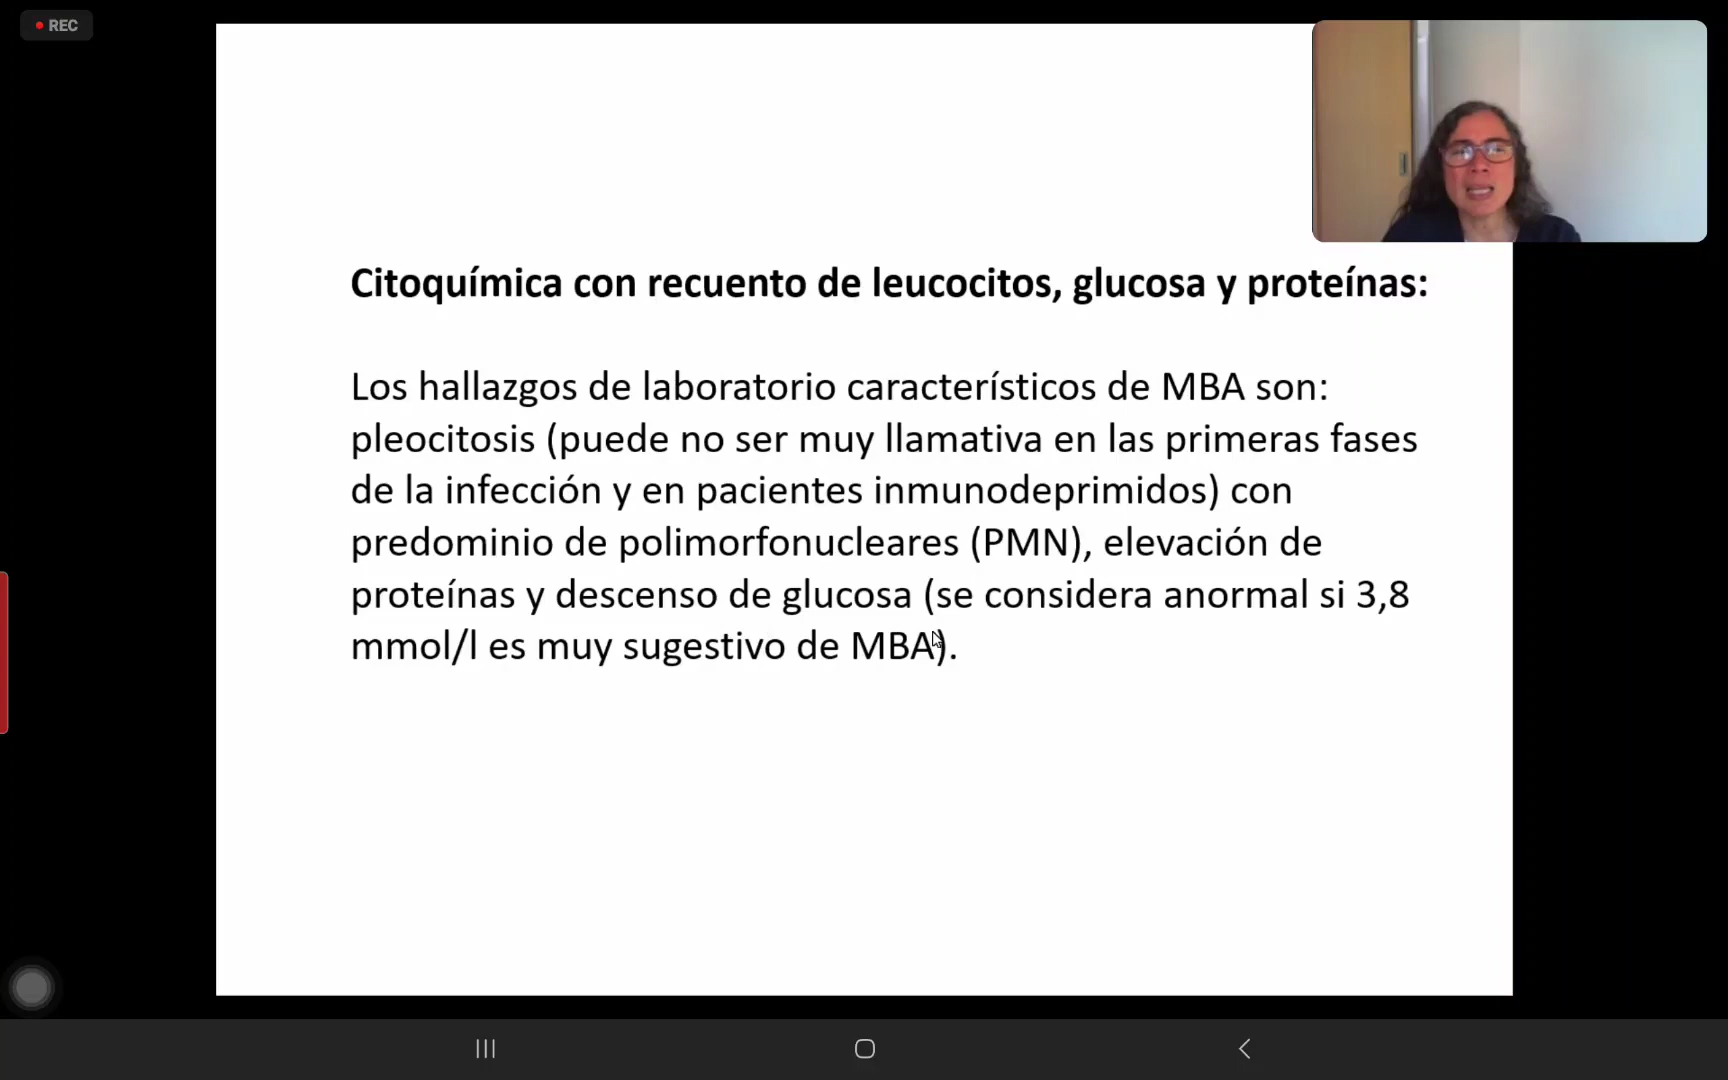 REC
Citoquímica con recuento de leucocitos, glucosa y proteínas:
Los hallazgos de laboratorio característicos de MBA son:
pleocitosis (puede no ser muy llamativa en las primeras fases
de la infección y en pacientes inmunodeprimidos) con
predominio de polimorfonucleares (PMN), elevación de
proteínas y descenso de glucosa (se considera anormal si 3,8
mmol/l es muy sugestivo de MBA).